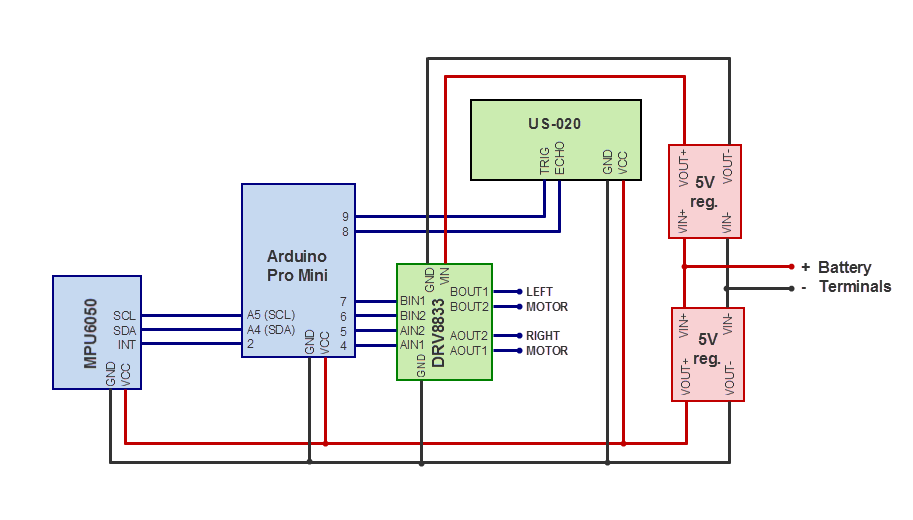 US-020
TRIG
ECHO
GND
VCC
VOUT+
VOUT-
5V
reg.
VIN+
VIN-
9
8
Arduino
Pro Mini
A5 (SCL)
A4 (SDA)
2
7
6
5
4
GND
VCC
MPU6050
SCL
SDA
INT
GND
VCC
GND
VIN
BIN1
BIN2
AIN2
AIN1
DRV8833
BOUT1
BOUT2
AOUT2
AOUT1
GND
LEFT
MOTOR
RIGHT
MOTOR
+ Battery
- Terminals
VIN+
VIN-
5V
reg.
VOUT+
VOUT-